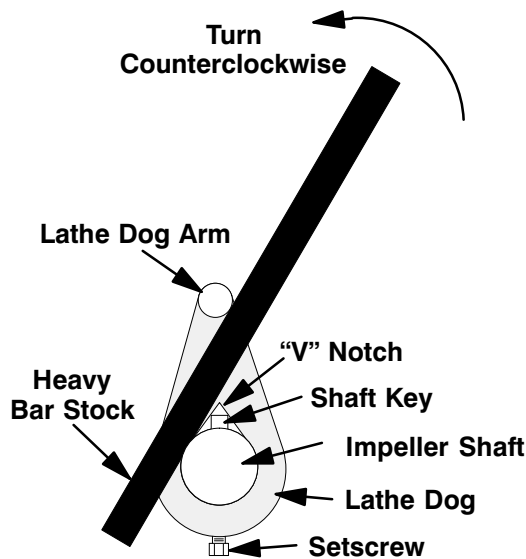 Turn
Counterclockwise
Lathe Dog Arm
“V” Notch
Heavy
Bar Stock
Shaft Key
Impeller Shaft
Lathe Dog
Setscrew